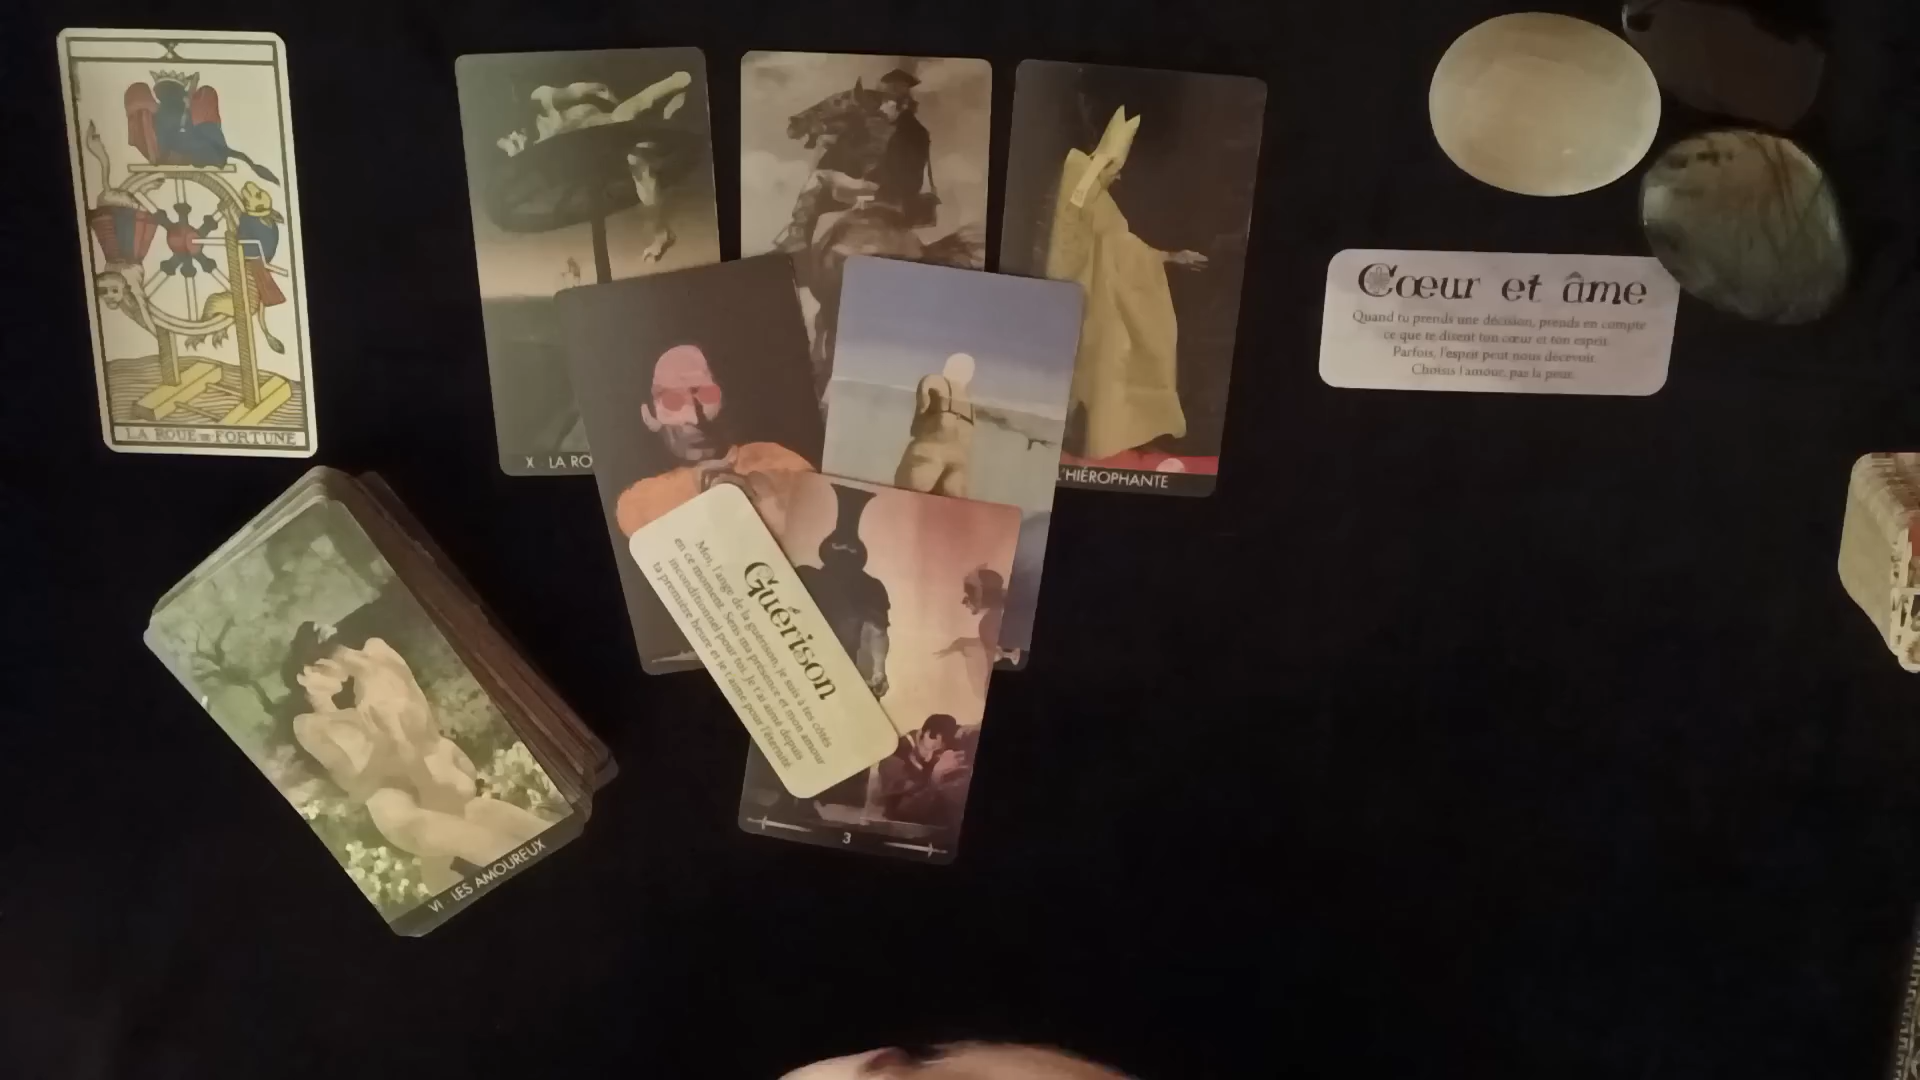 X
LA ROUE DE FORTUNE
X LA RO
L'HIÉROPHANTE
Cœur et âme
Quand tu prends une décision, prends en compte
ce que te disent ton cœur et ton esprit.
Parfois, l'esprit peut nous décevoir.
Choisis l'amour, pas la peur.
Guérison
Moi, l'ange de la guérison, je suis à tes côtés
en ce moment. Sens ma présence et mon amour
inconditionnel pour toi. Je t'ai aimé depuis
ta première heure et je t'aime pour l'éternité
3
VI · LES AMOUREUX